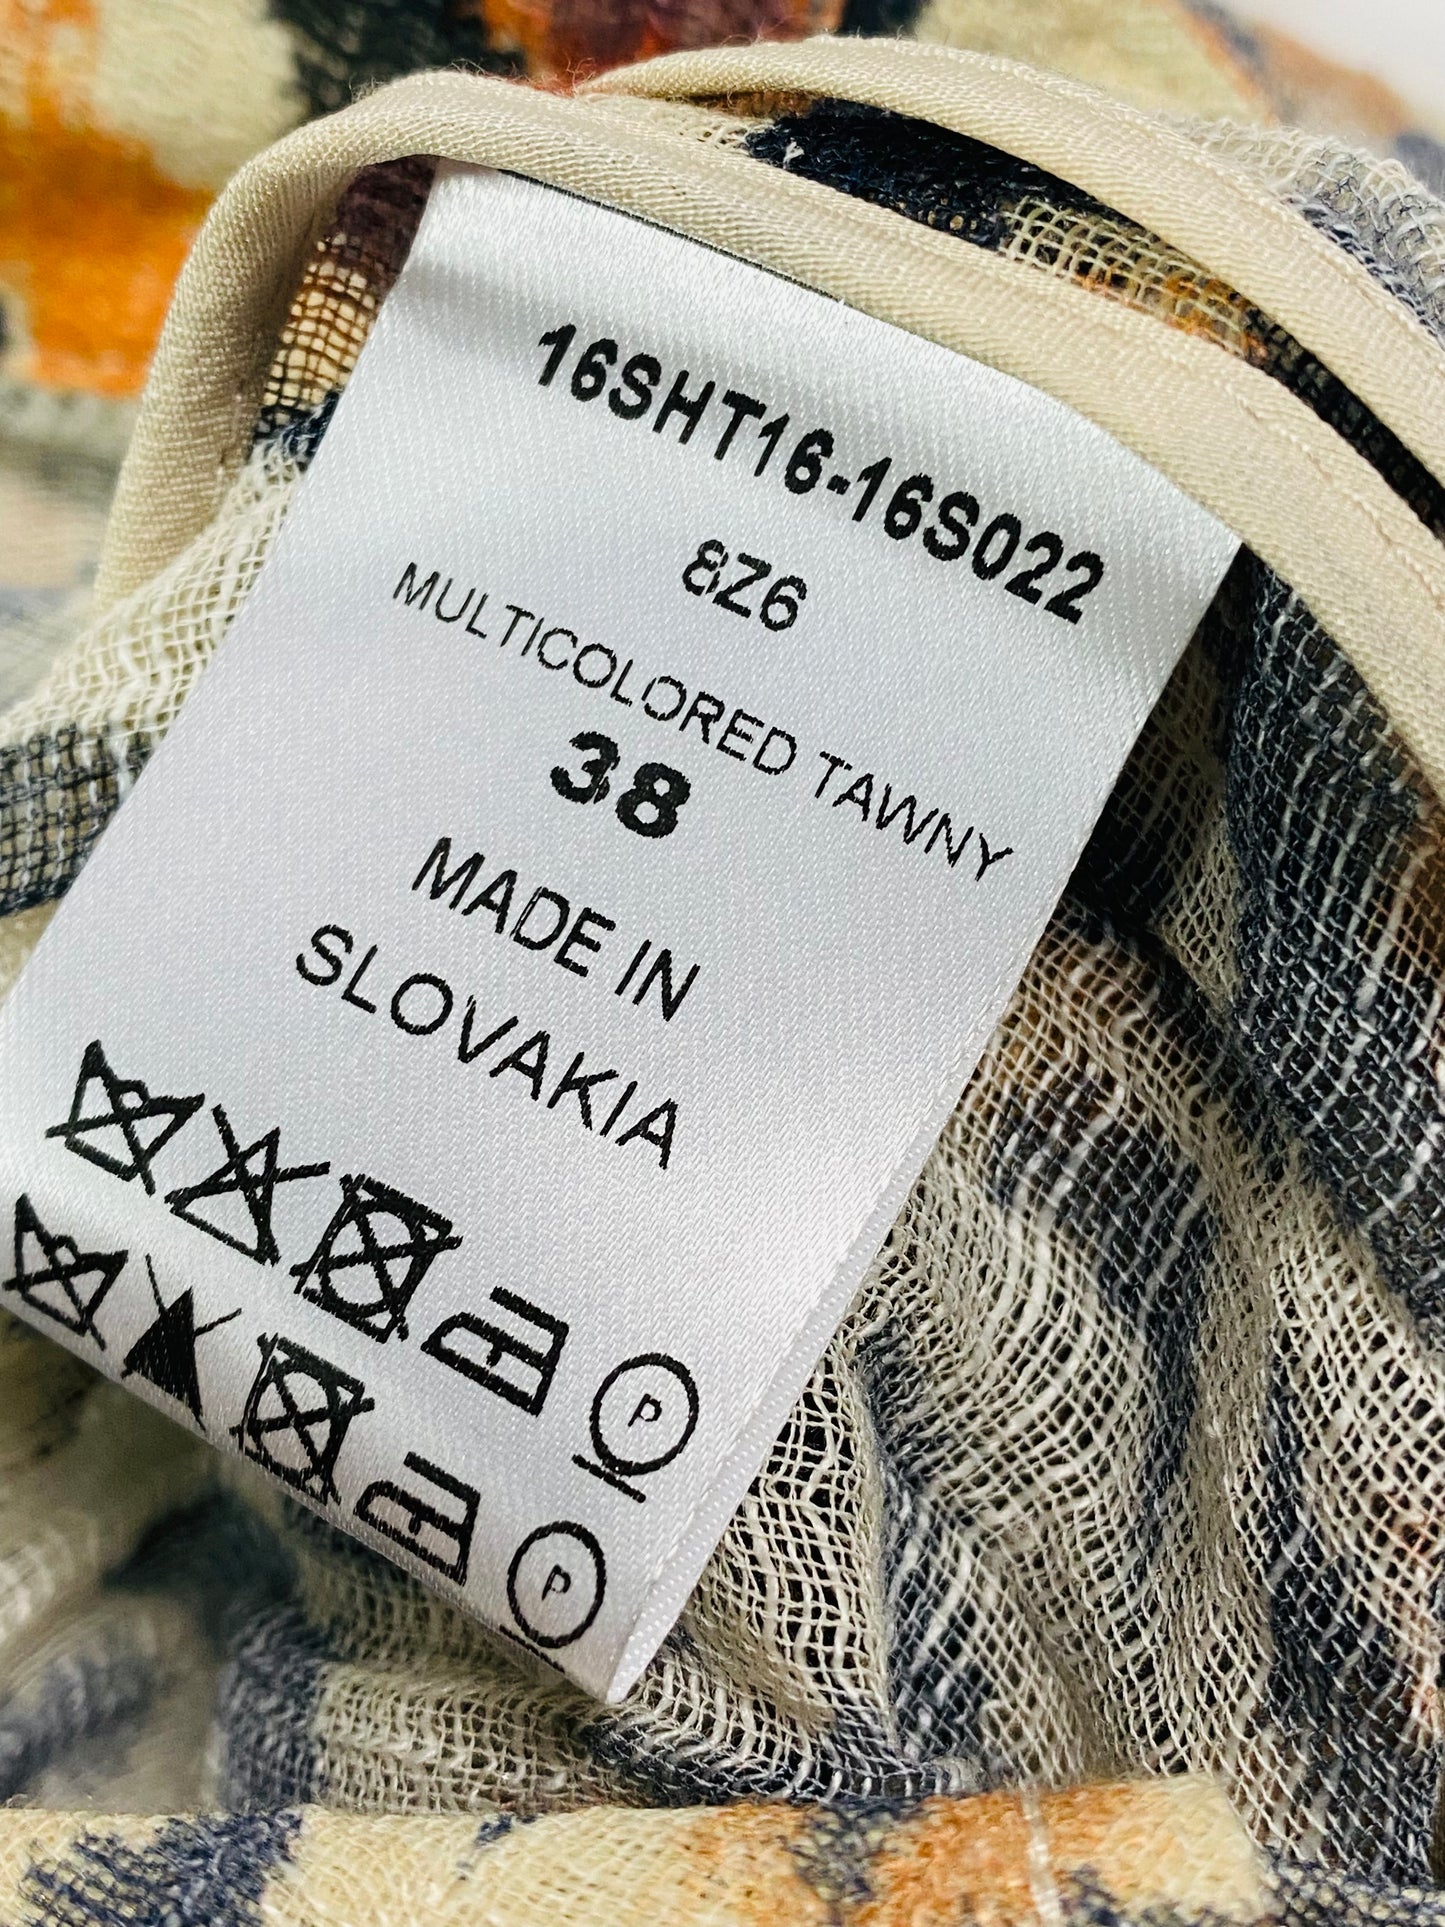 16SHT16-16S022
8Z6
MULTICOLORED TAWNY
38
MADE IN
SLOVAKIA
P
P